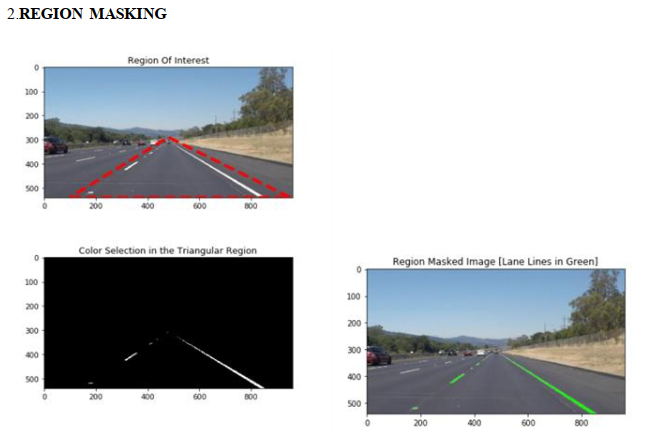 2.REGION MASKING
Region Of Interest
0
100
200
300
400
500
0 200 400 600 800
Color Selection in the Triangular Region
0
100
200
300
400
500
0 200 400 600 800
Region Masked Image [Lane Lines in Green]
0
100
200
300
400
500
0 200 400 600 800